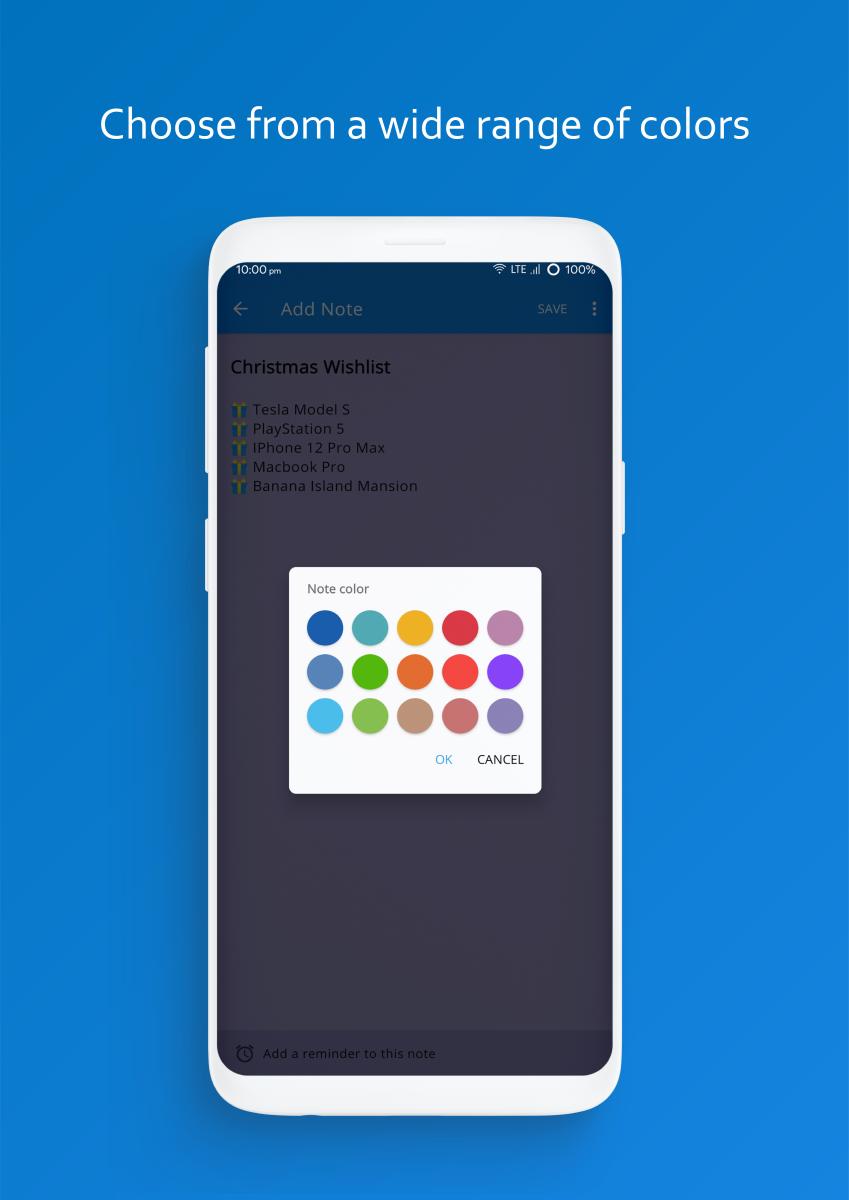 Choose from a wide range of colors
10:00 pm LTE 100%
Add Note SAVE
Christmas Wishlist
Tesla Model S
PlayStation 5
IPhone 12 Pro Max
Macbook Pro
Banana Island Mansion
Note color
OK CANCEL
Add a reminder to this note